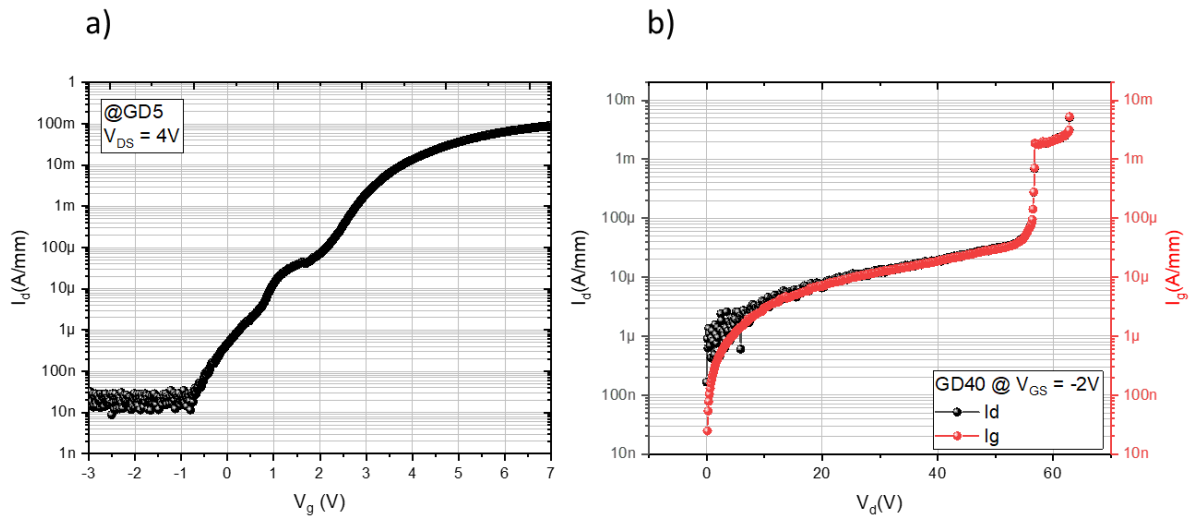 a)
b)
1
100m
10m
1m
100µ
10µ
1µ
100n
10n
1n
I_d(A/mm)
@GD5
V_DS = 4V
-3 -2 -1 0 1 2 3 4 5 6 7
V_g (V)
10m
1m
100µ
10µ
1µ
100n
10n
I_d(A/mm)
GD40 @ V_GS = -2V
Id
Ig
0 20 40 60
V_d(V)
10m
1m
100µ
10µ
1µ
100n
10n
I_g(A/mm)